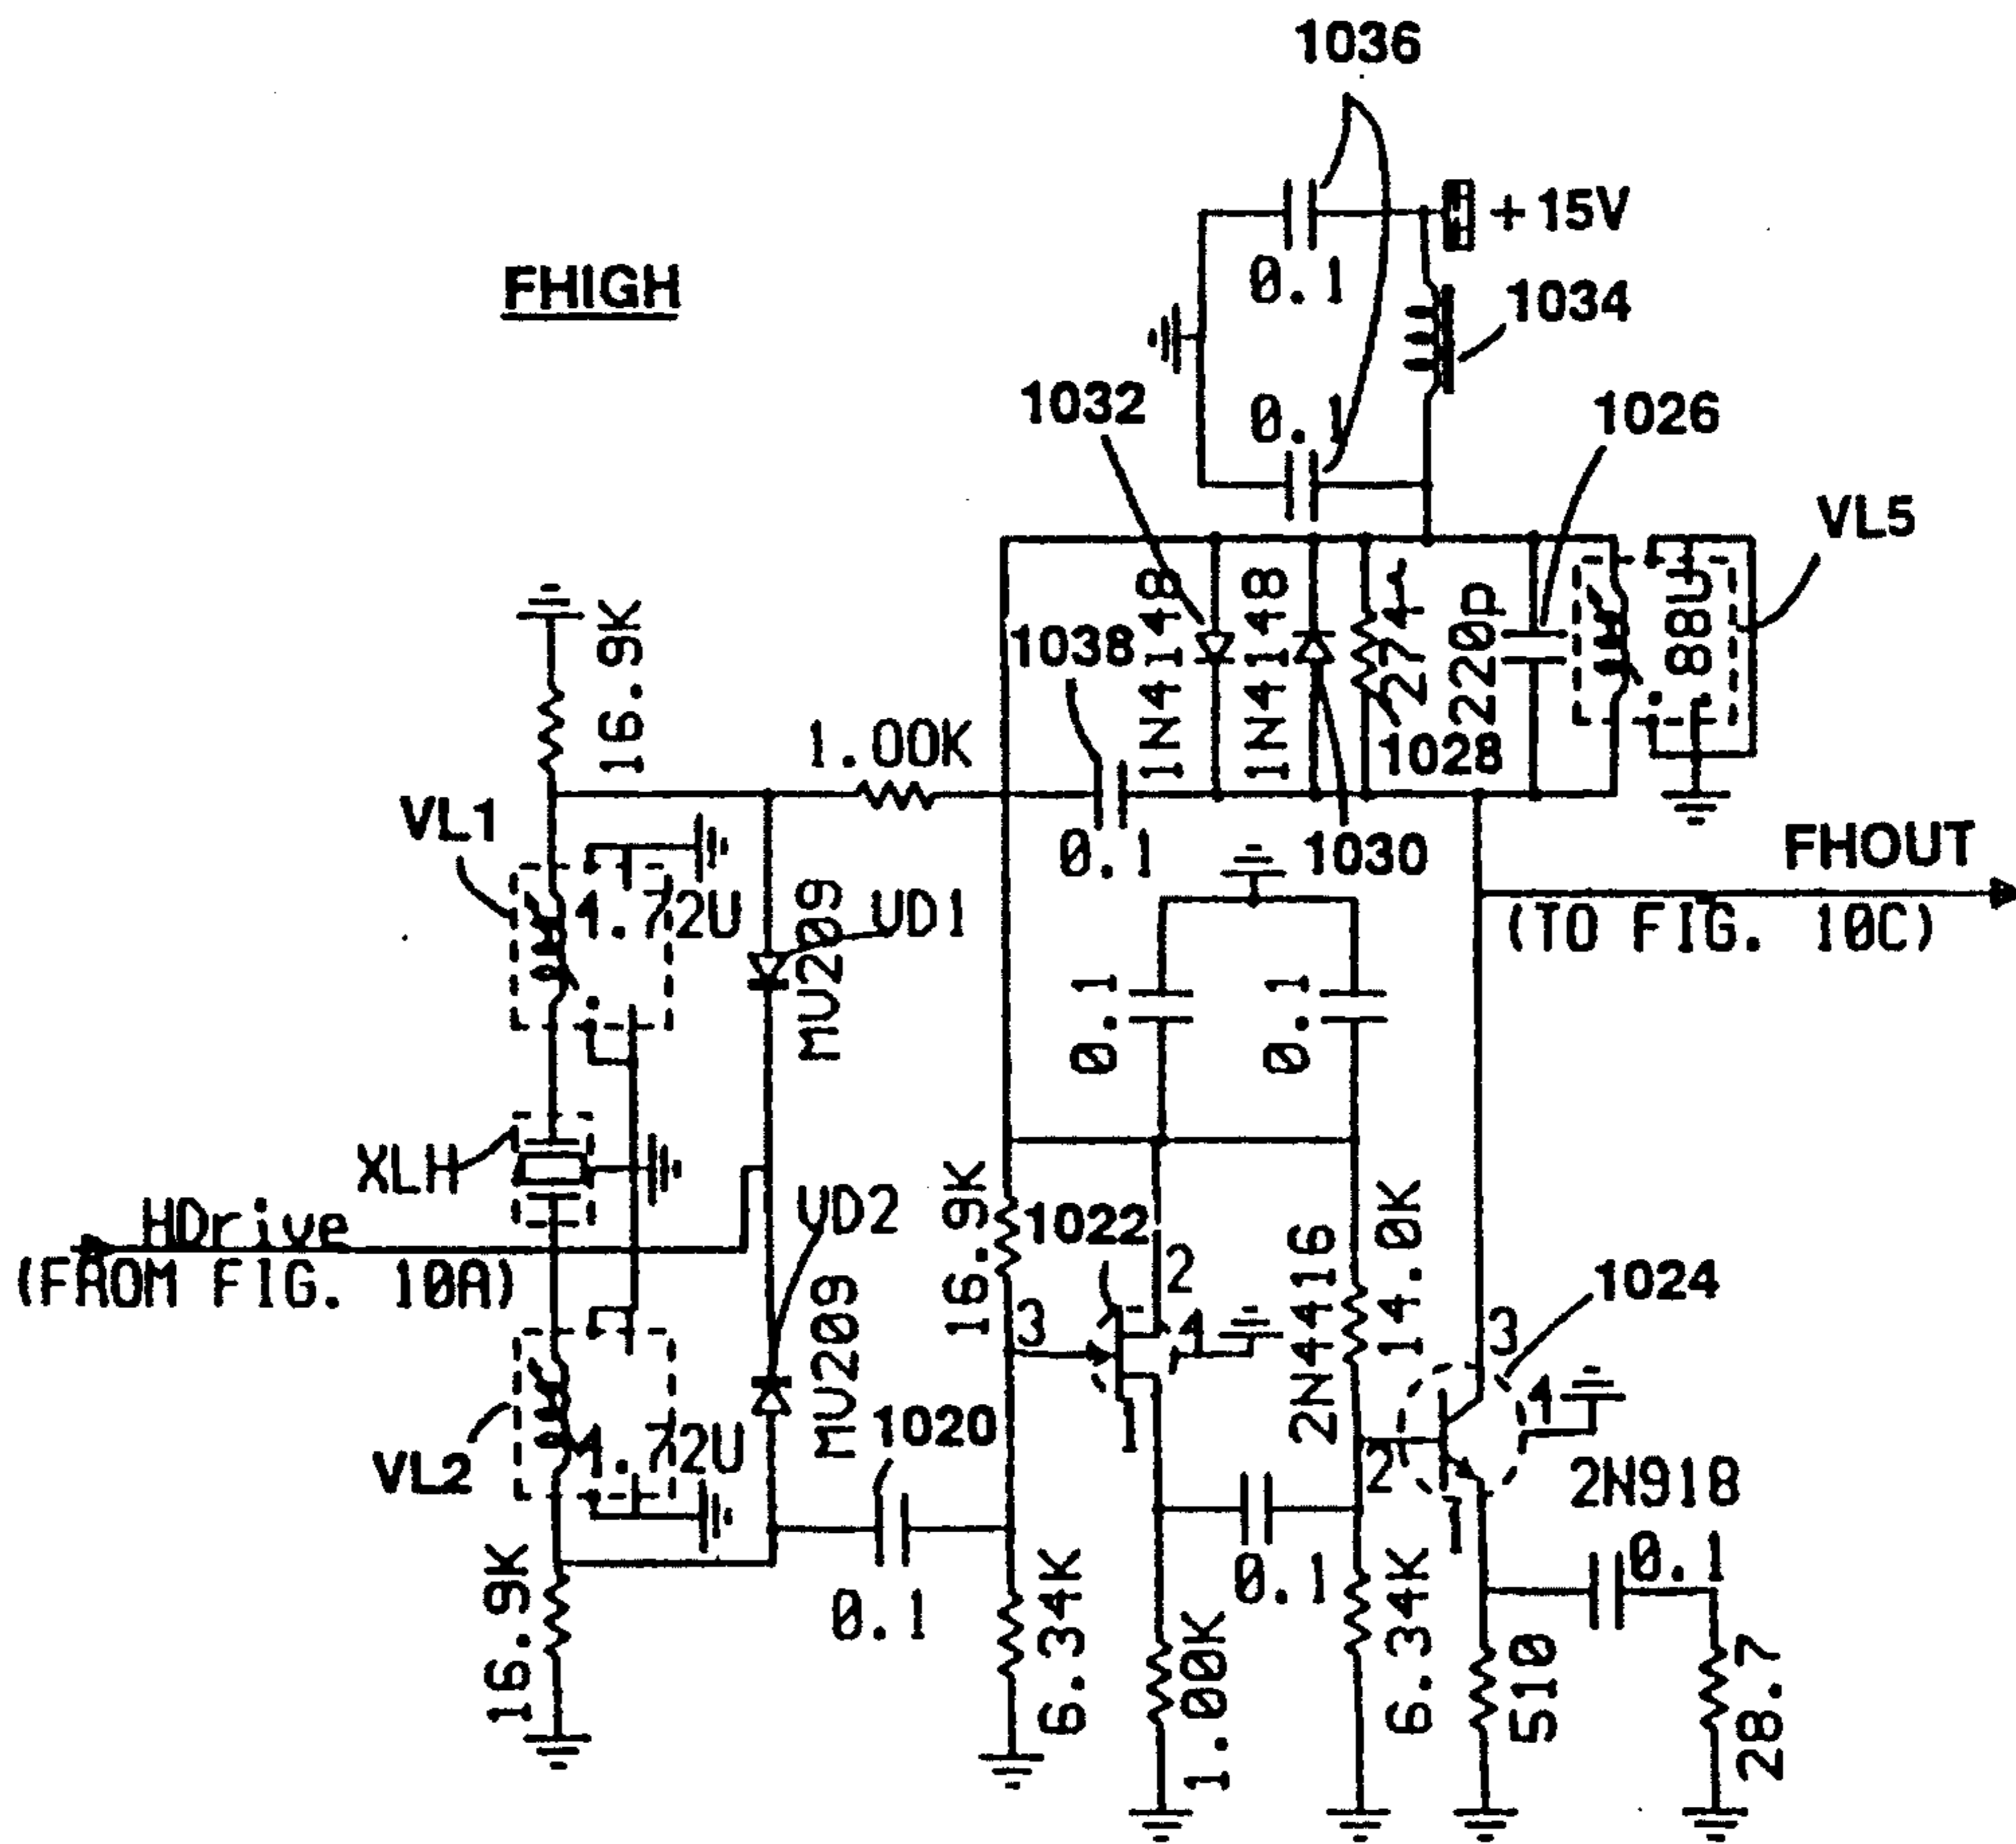 1036
+15V
FHIGH
0.1
1034
1032
0.1
1026
VL5
16.9K
1038
1N4148
1N4148
274
220p
.88U
1.00K
1028
VL1
0.1
1030
FHOUT
4.72U
MV209
VD1
(TO FIG. 10C)
0.1
0.1
XLH
HDrive
(FROM FIG. 10A)
VD2
16.9K
1022
2
2N4416
14.0K
1024
3
4
1
3
4
MV209
VL2
4.72U
1020
2
1
2N918
16.9K
0.1
6.34K
0.1
1.00K
6.34K
510
0.1
28.7